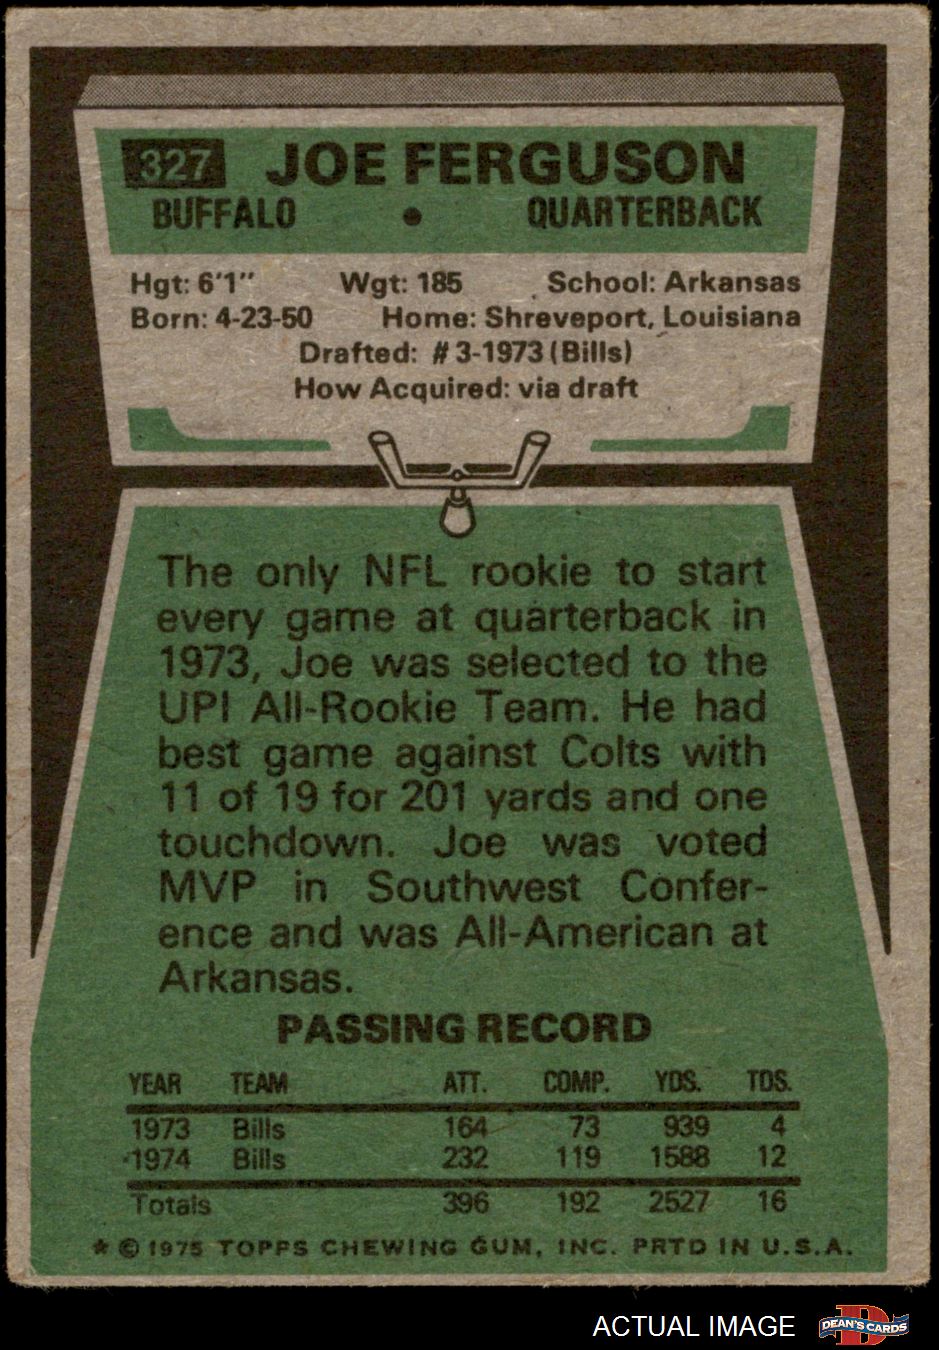 327 JOE FERGUSON
BUFFALO • QUARTERBACK
Hgt: 6'1" Wgt: 185 School: Arkansas
Born: 4-23-50 Home: Shreveport, Louisiana
Drafted: #3-1973 (Bills)
How Acquired: via draft
The only NFL rookie to start
every game at quarterback in
1973, Joe was selected to the
UPI All-Rookie Team. He had
best game against Colts with
11 of 19 for 201 yards and one
touchdown. Joe was voted
MVP in Southwest Confer-
ence and was All-American at
Arkansas.
PASSING RECORD
YEAR TEAM ATT. COMP. YDS. TDS.
1973 Bills 164 73 939 4
1974 Bills 232 119 1588 12
Totals 396 192 2527 16
* © 1975 TOPPS CHEWING GUM, INC. PRTD IN U.S.A.
ACTUAL IMAGE
DEAN'S CARDS